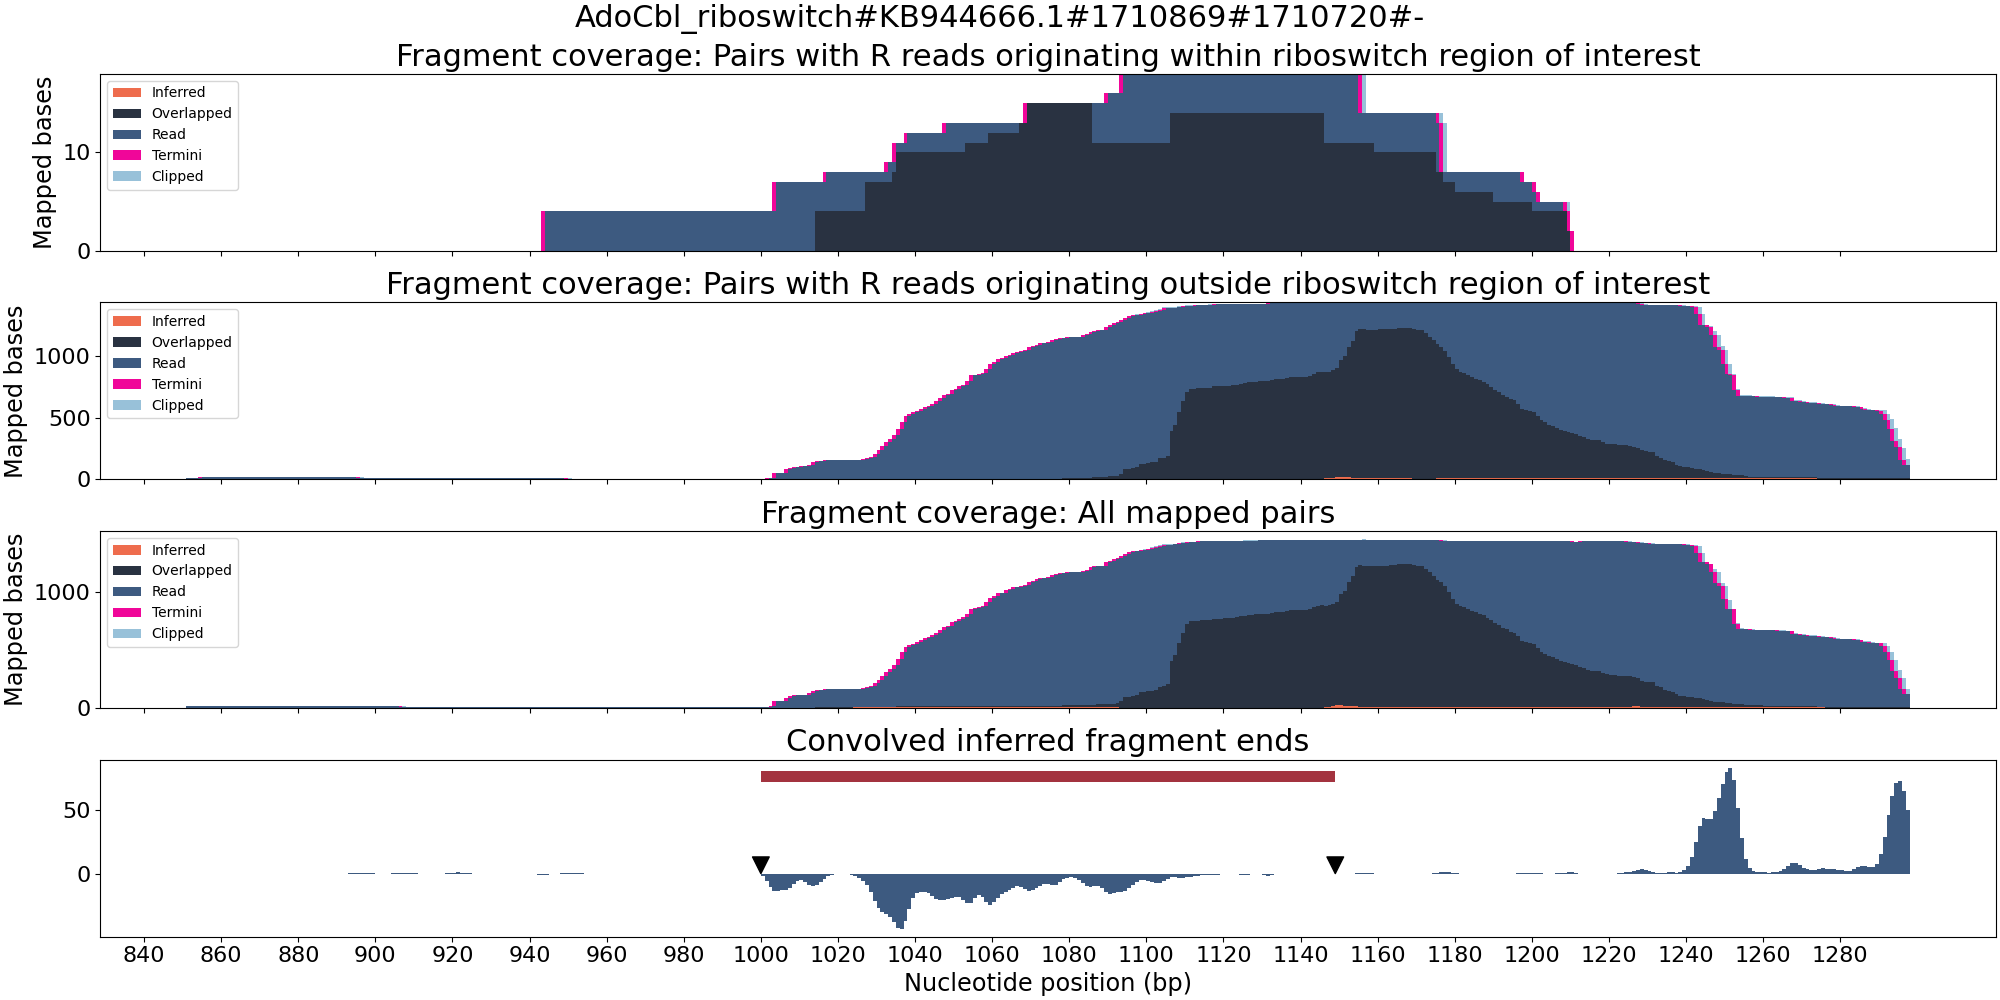 AdoCbl_riboswitch#KB944666.1#1710869#1710720#-
Fragment coverage: Pairs with R reads originating within riboswitch region of interest
Mapped bases
10
0
Inferred
Overlapped
Read
Termini
Clipped
Fragment coverage: Pairs with R reads originating outside riboswitch region of interest
Mapped bases
1000
500
0
Inferred
Overlapped
Read
Termini
Clipped
Fragment coverage: All mapped pairs
Mapped bases
1000
0
Inferred
Overlapped
Read
Termini
Clipped
Convolved inferred fragment ends
50
0
840 860 880 900 920 940 960 980 1000 1020 1040 1060 1080 1100 1120 1140 1160 1180 1200 1220 1240 1260 1280
Nucleotide position (bp)